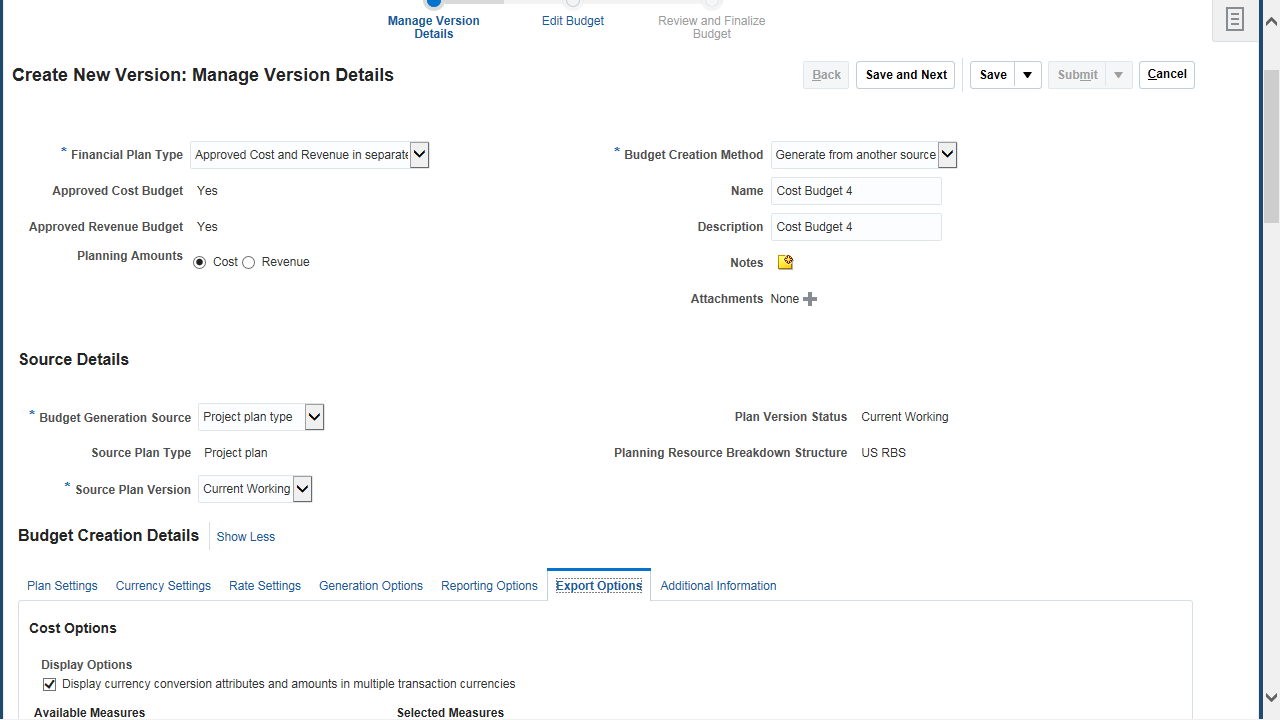 Manage Version
Details
Edit Budget
Review and Finalize
Budget
Create New Version: Manage Version Details
Back
Save and Next
Save
Submit
Cancel
* Financial Plan Type
Approved Cost and Revenue in separate
Approved Cost Budget
Yes
Approved Revenue Budget
Yes
Planning Amounts
Cost
Revenue
* Budget Creation Method
Generate from another source
Name
Cost Budget 4
Description
Cost Budget 4
Notes
Attachments
None
Source Details
* Budget Generation Source
Project plan type
Source Plan Type
Project plan
* Source Plan Version
Current Working
Plan Version Status
Current Working
Planning Resource Breakdown Structure
US RBS
Budget Creation Details
Show Less
Plan Settings
Currency Settings
Rate Settings
Generation Options
Reporting Options
Export Options
Additional Information
Cost Options
Display Options
Display currency conversion attributes and amounts in multiple transaction currencies
Available Measures
Selected Measures